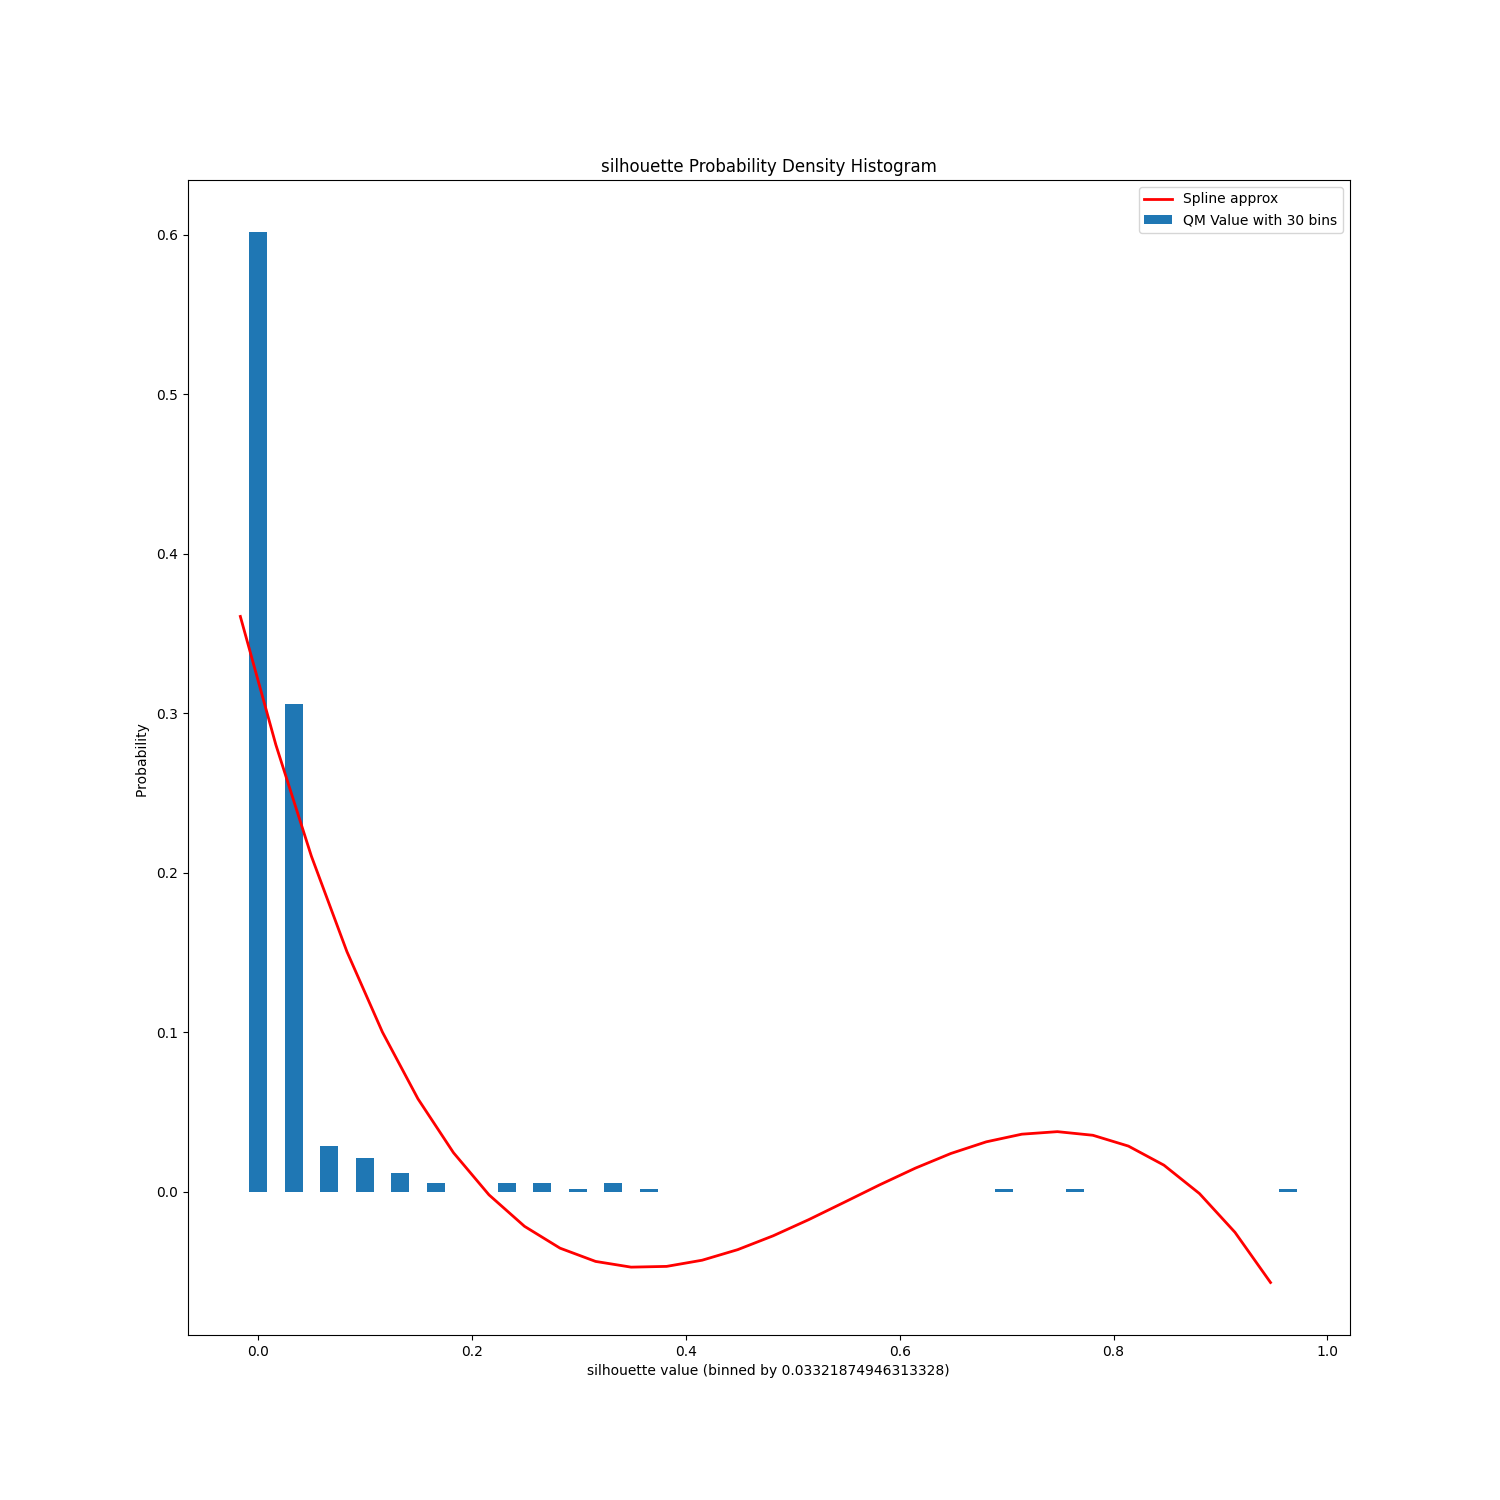 silhouette Probability Density Histogram
Spline approx
QM Value with 30 bins
0.6
0.5
0.4
0.3
0.2
0.1
0.0
Probability
0.0 0.2 0.4 0.6 0.8 1.0
silhouette value (binned by 0.03321874946313328)